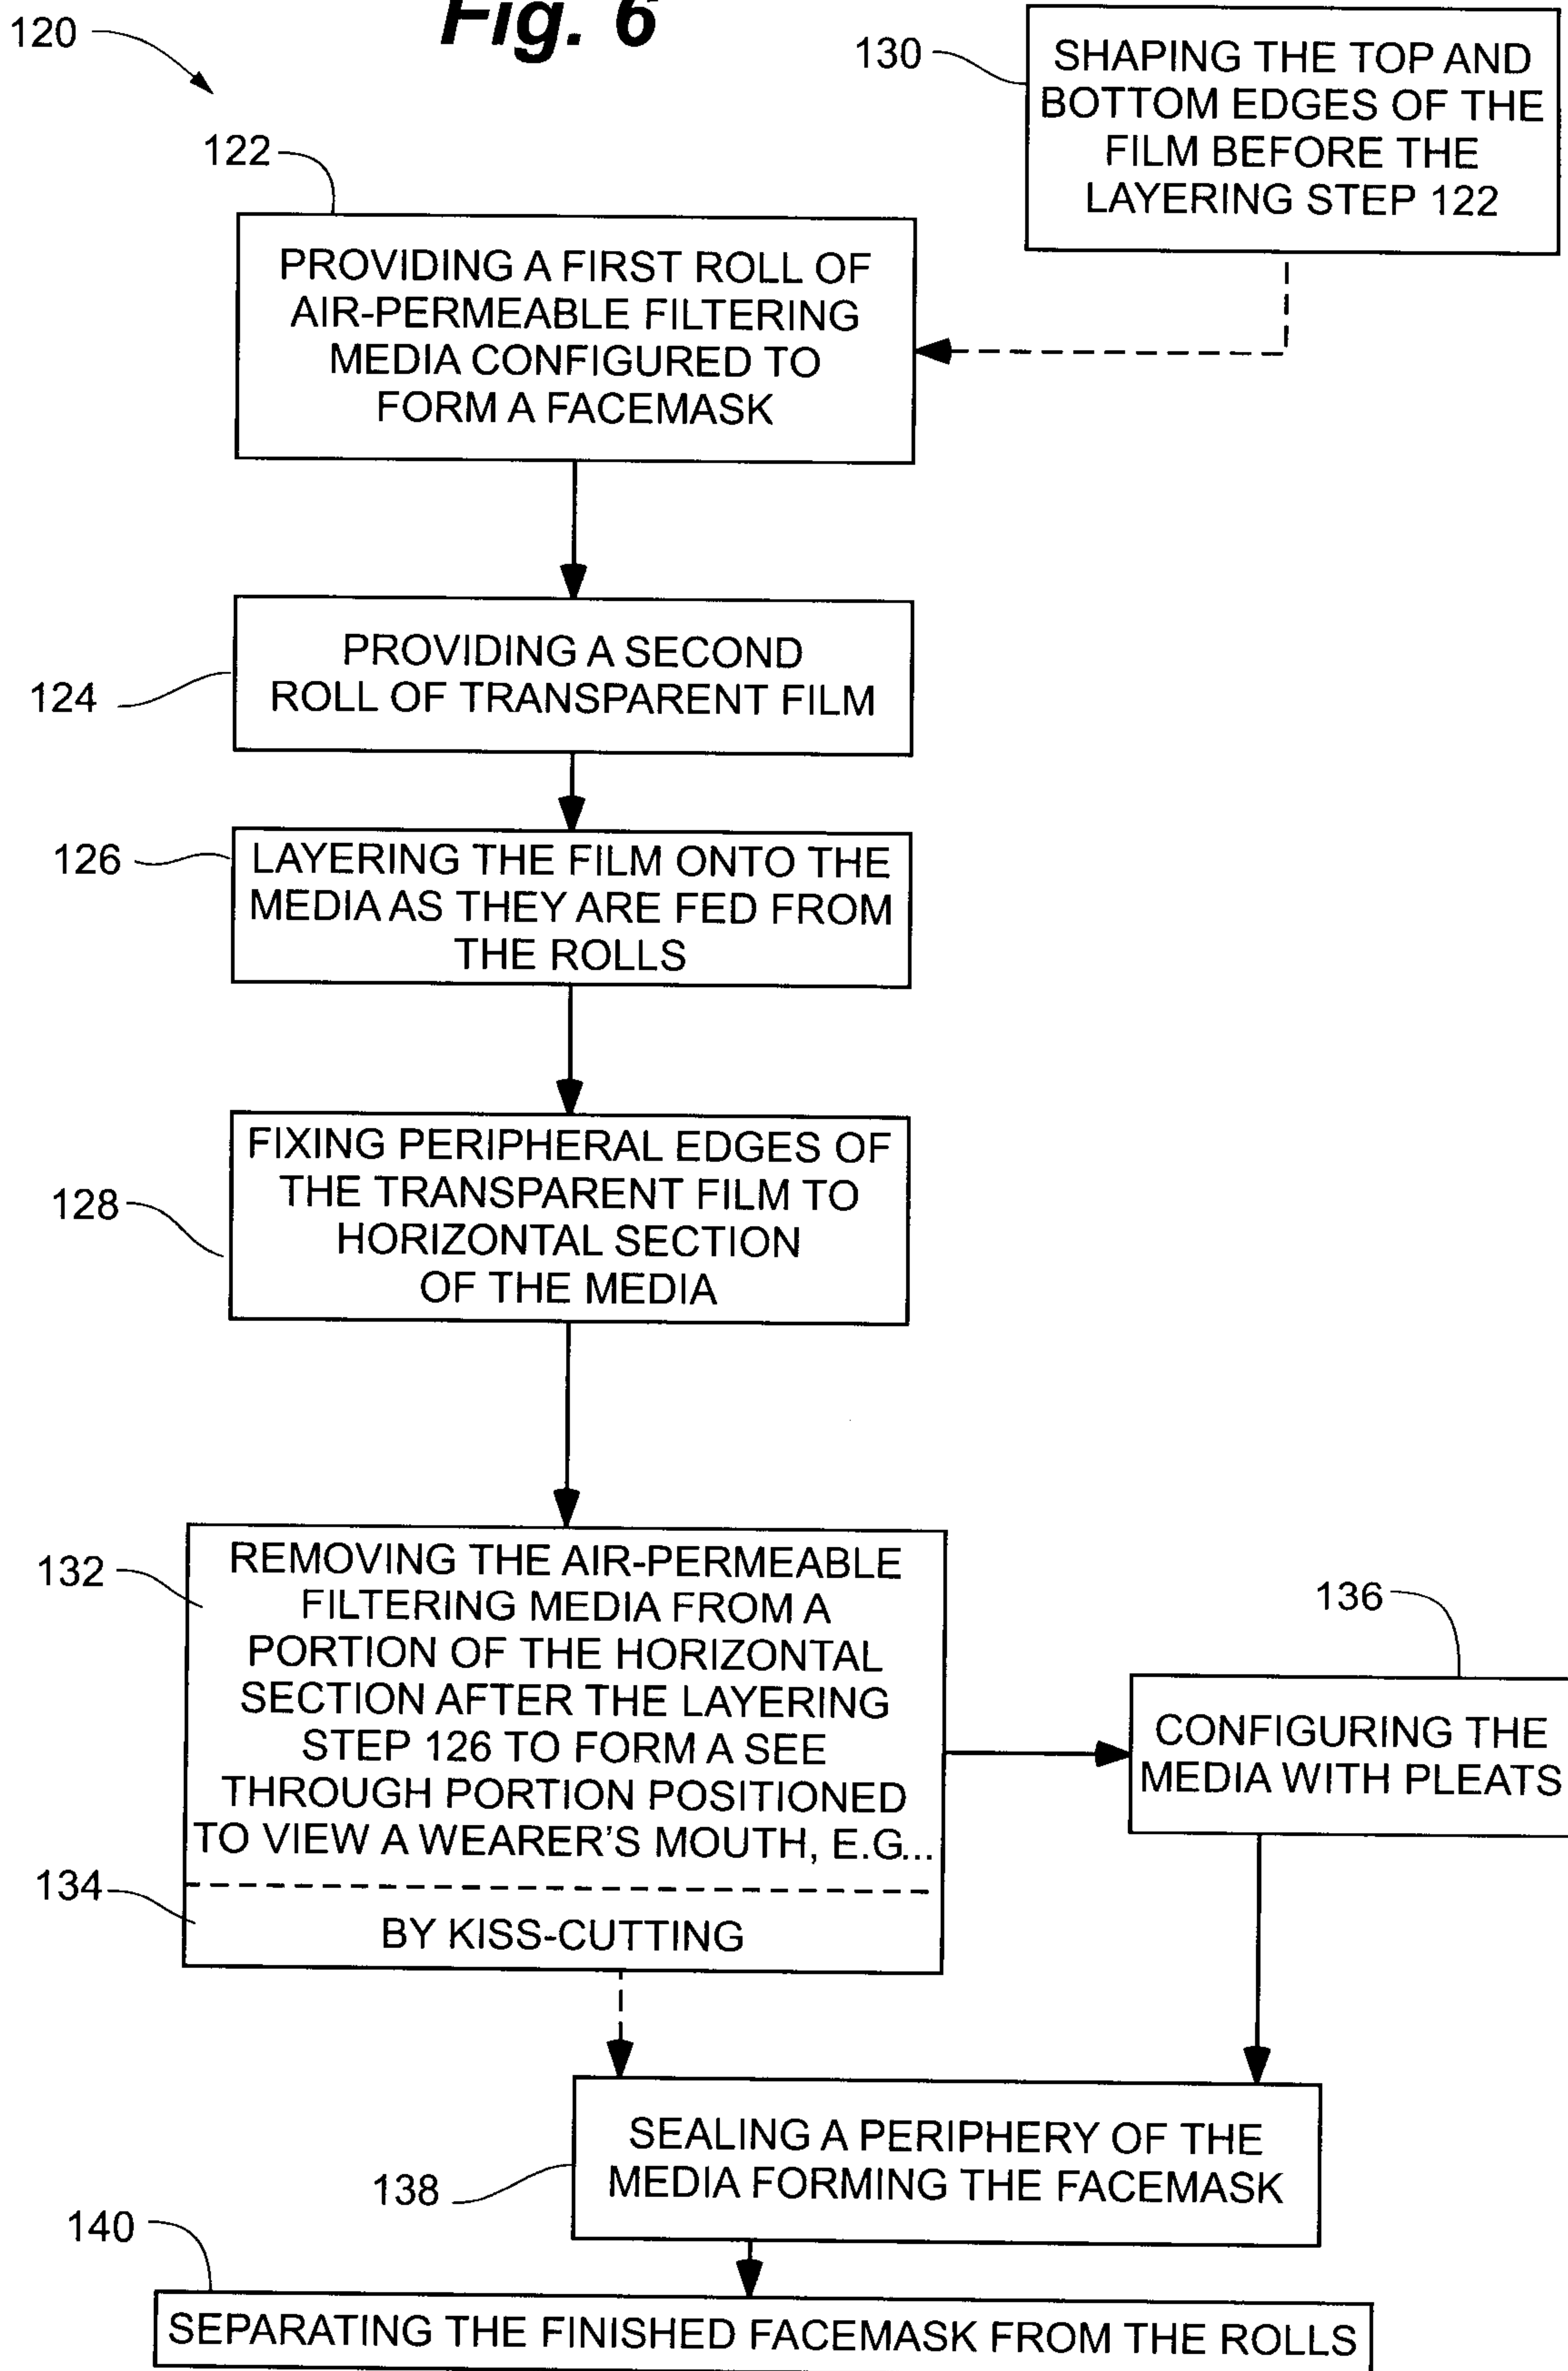 Fig. 6
120
130
SHAPING THE TOP AND
BOTTOM EDGES OF THE
FILM BEFORE THE
LAYERING STEP 122
122
PROVIDING A FIRST ROLL OF
AIR-PERMEABLE FILTERING
MEDIA CONFIGURED TO
FORM A FACEMASK
124
PROVIDING A SECOND
ROLL OF TRANSPARENT FILM
126
LAYERING THE FILM ONTO THE
MEDIA AS THEY ARE FED FROM
THE ROLLS
128
FIXING PERIPHERAL EDGES OF
THE TRANSPARENT FILM TO
HORIZONTAL SECTION
OF THE MEDIA
132
REMOVING THE AIR-PERMEABLE
FILTERING MEDIA FROM A
PORTION OF THE HORIZONTAL
SECTION AFTER THE LAYERING
STEP 126 TO FORM A SEE
THROUGH PORTION POSITIONED
TO VIEW A WEARER'S MOUTH, E.G...
134
BY KISS-CUTTING
136
CONFIGURING THE
MEDIA WITH PLEATS
138
SEALING A PERIPHERY OF THE
MEDIA FORMING THE FACEMASK
140
SEPARATING THE FINISHED FACEMASK FROM THE ROLLS